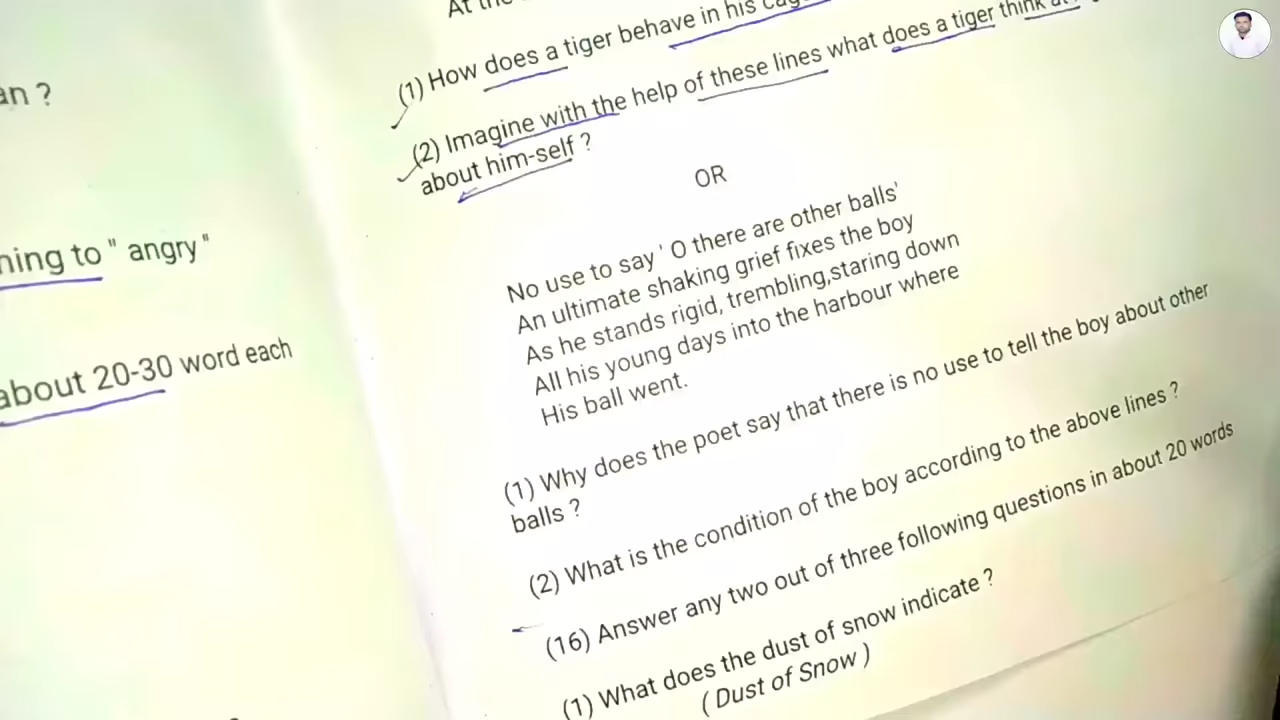 At the
(1) How does a tiger behave in his
(2) Imagine with the help of these lines what does a tiger think
about him-self ?
OR
No use to say ' O there are other balls'
An ultimate shaking grief fixes the boy
As he stands rigid, trembling,staring down
All his young days into the harbour where
His ball went.
(1) Why does the poet say that there is no use to tell the boy about other
balls ?
(2) What is the condition of the boy according to the above lines ?
(16) Answer any two out of three following questions in about 20 words
(1) What does the dust of snow indicate ?
( Dust of Snow )
an ?
ning to " angry "
about 20-30 word each